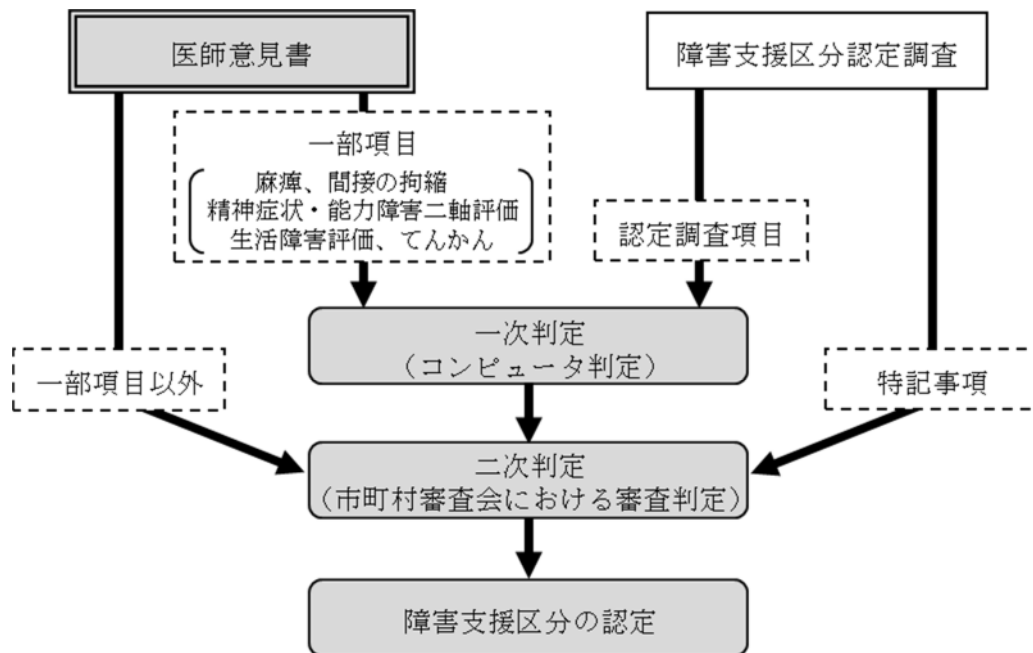 医師意見書
障害支援区分認定調査
一部項目
麻痺、間接の拘縮
精神症状・能力障害二軸評価
生活障害評価、てんかん
認定調査項目
一次判定
（コンピュータ判定）
一部項目以外
特記事項
二次判定
（市町村審査会における審査判定）
障害支援区分の認定